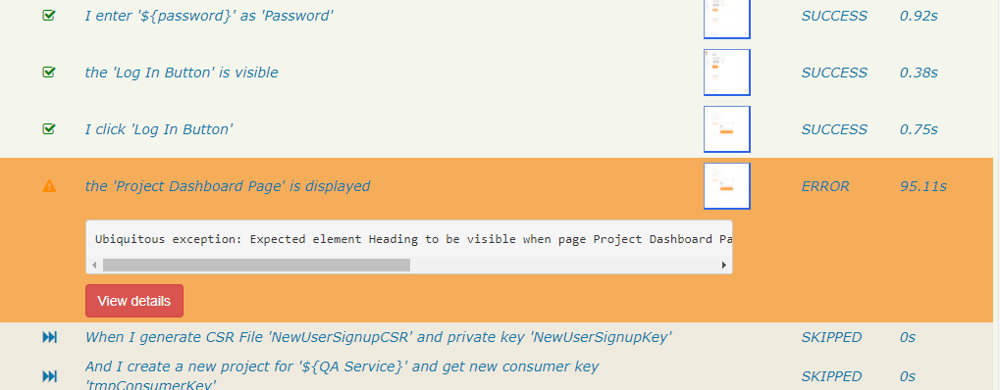 I enter '${password}' as 'Password' SUCCESS 0.92s
the 'Log In Button' is visible SUCCESS 0.38s
I click 'Log In Button' SUCCESS 0.75s
the 'Project Dashboard Page' is displayed ERROR 95.11s
Ubiquitous exception: Expected element Heading to be visible when page Project Dashboard Pa
View details
When I generate CSR File 'NewUserSignupCSR' and private key 'NewUserSignupKey' SKIPPED 0s
And I create a new project for '${QA Service}' and get new consumer key
'tmpConsumerKey' SKIPPED 0s